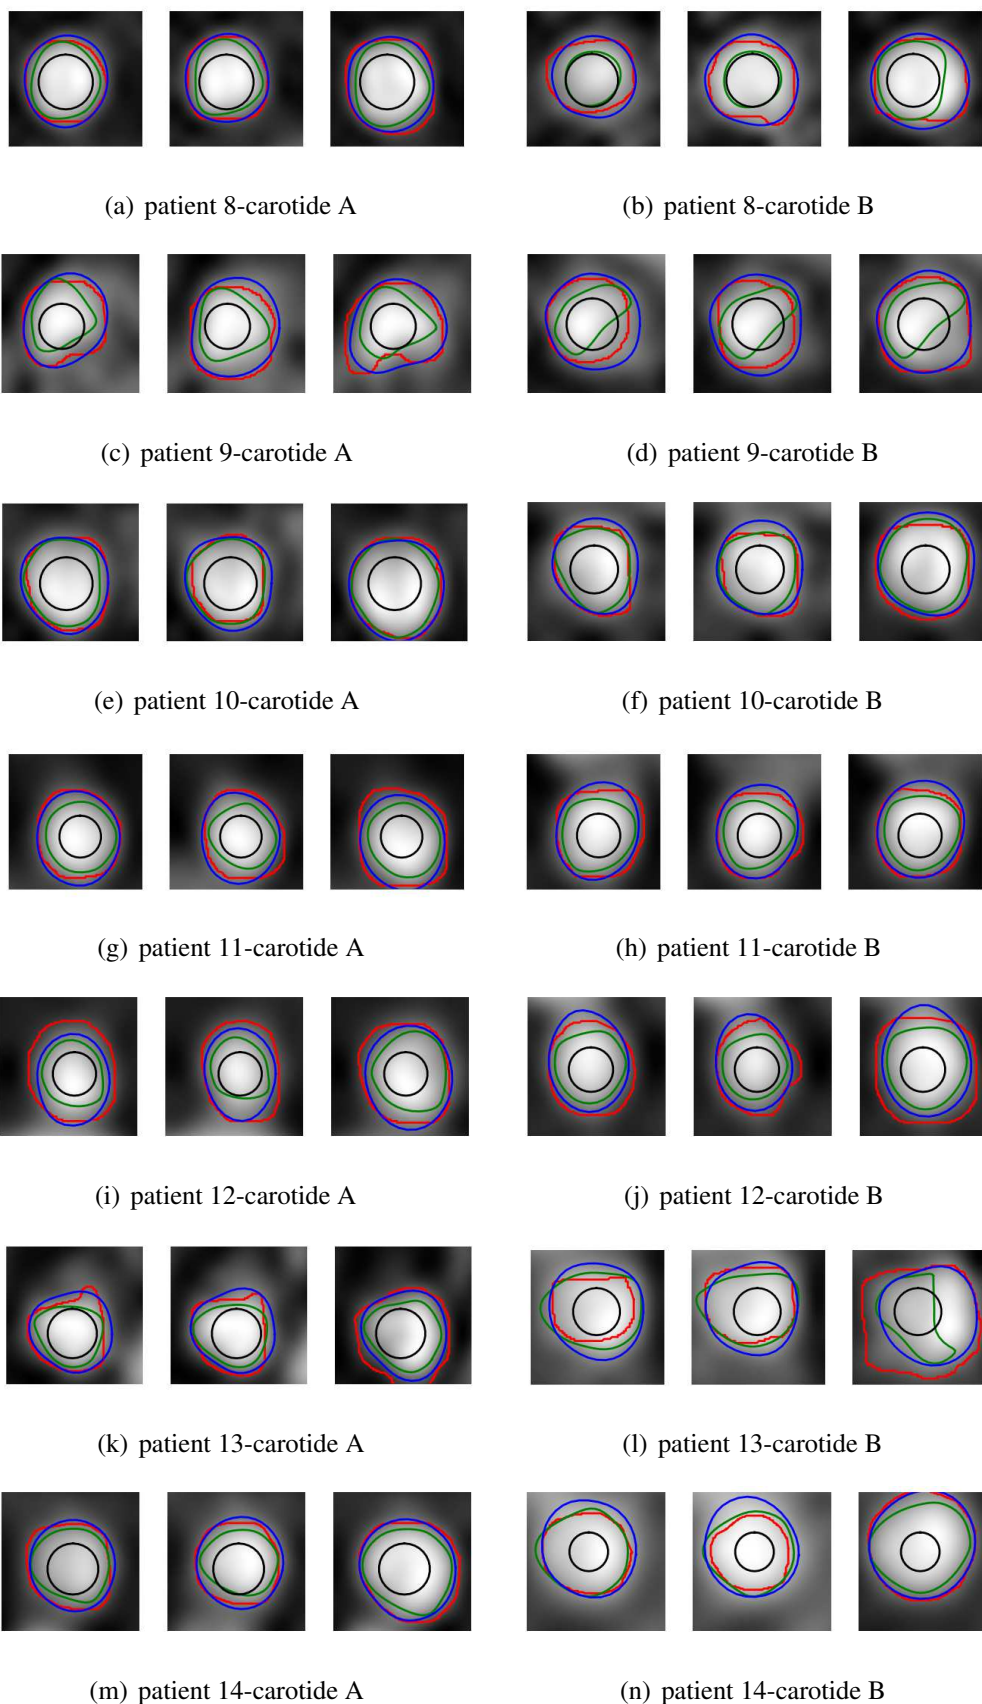 (a) patient 8-carotide A
(b) patient 8-carotide B
(c) patient 9-carotide A
(d) patient 9-carotide B
(e) patient 10-carotide A
(f) patient 10-carotide B
(g) patient 11-carotide A
(h) patient 11-carotide B
(i) patient 12-carotide A
(j) patient 12-carotide B
(k) patient 13-carotide A
(l) patient 13-carotide B
(m) patient 14-carotide A
(n) patient 14-carotide B